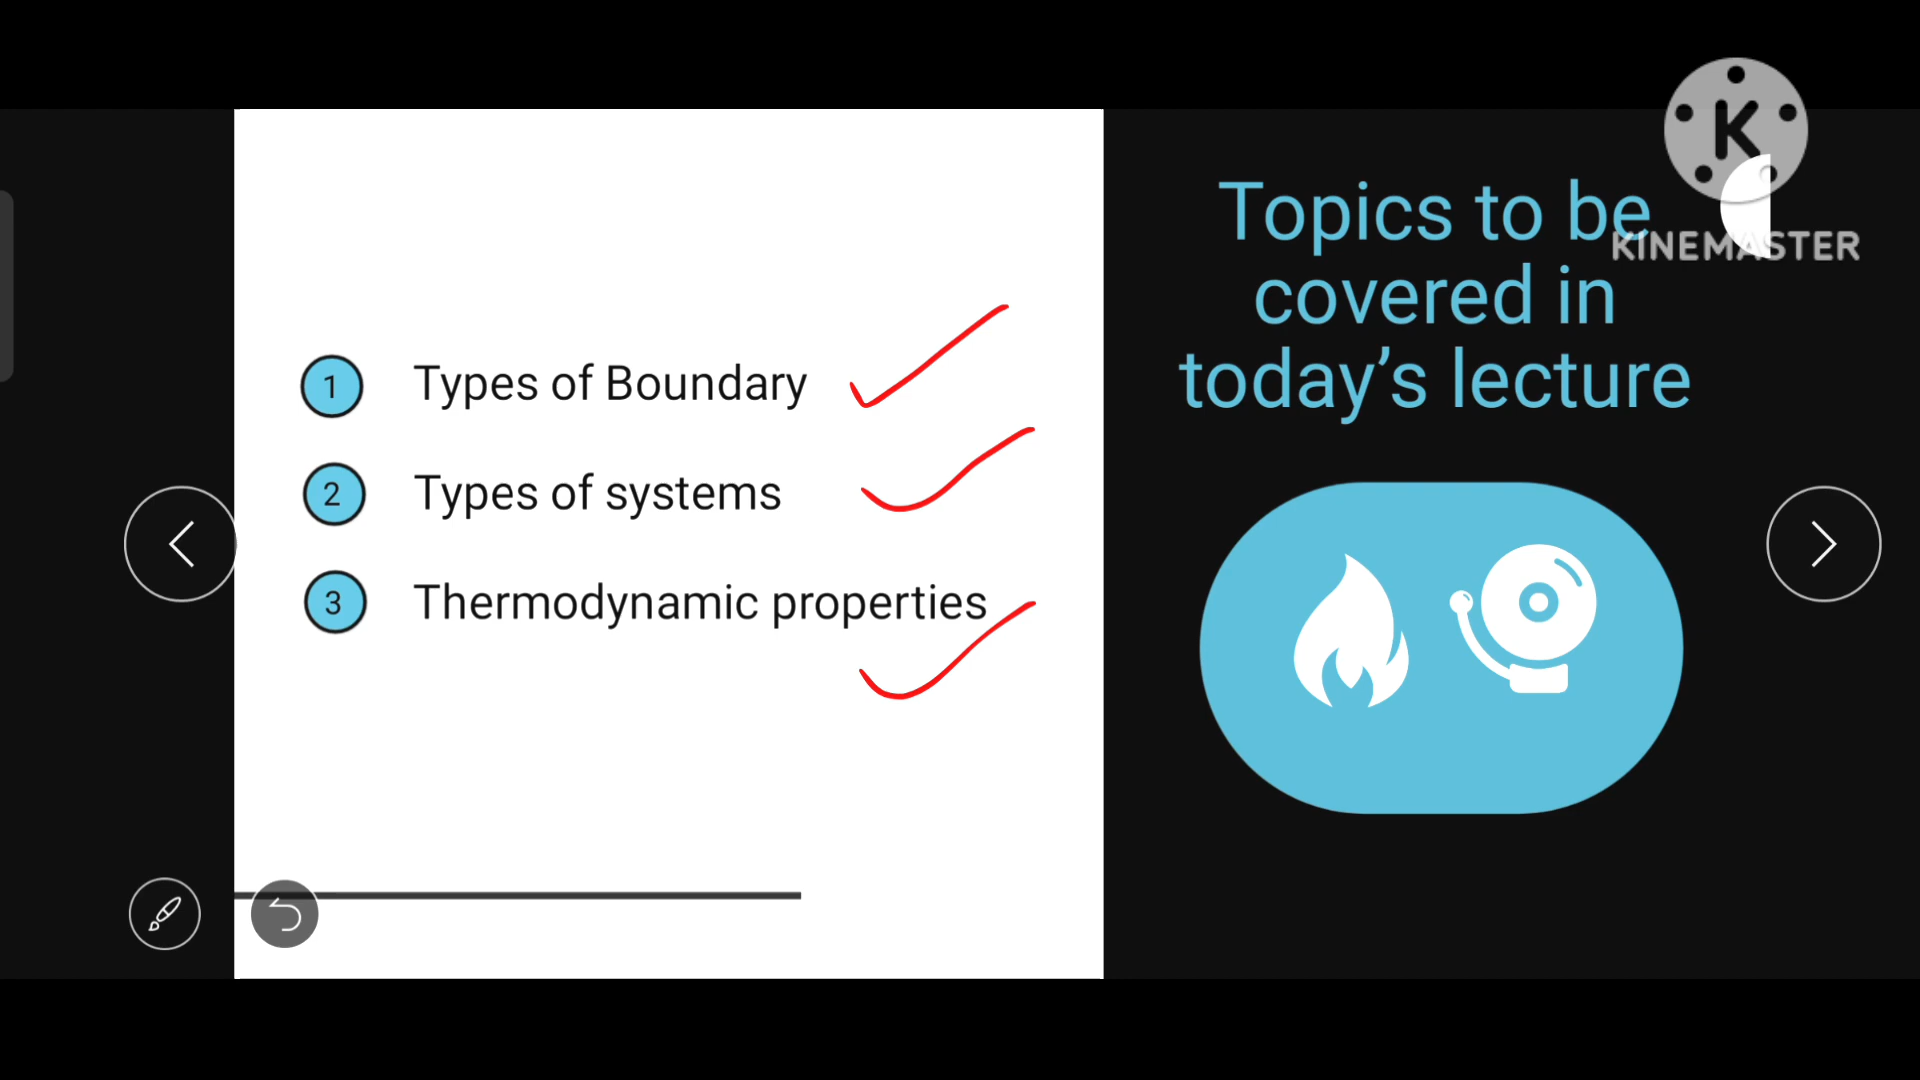 1 Types of Boundary
2 Types of systems
3 Thermodynamic properties
Topics to be
covered in
today’s lecture
K
KINEMASTER